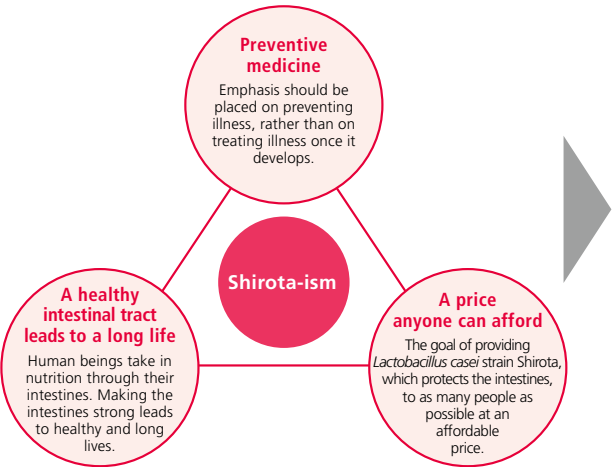 Preventive
medicine
Emphasis should be
placed on preventing
illness, rather than on
treating illness once it
develops.
Shirota-ism
A healthy
intestinal tract
leads to a long life
Human beings take in
nutrition through their
intestines. Making the
intestines strong leads
to healthy and long
lives.
A price
anyone can afford
The goal of providing
Lactobacillus casei strain Shirota,
which protects the intestines,
to as many people as
possible at an
affordable
price.